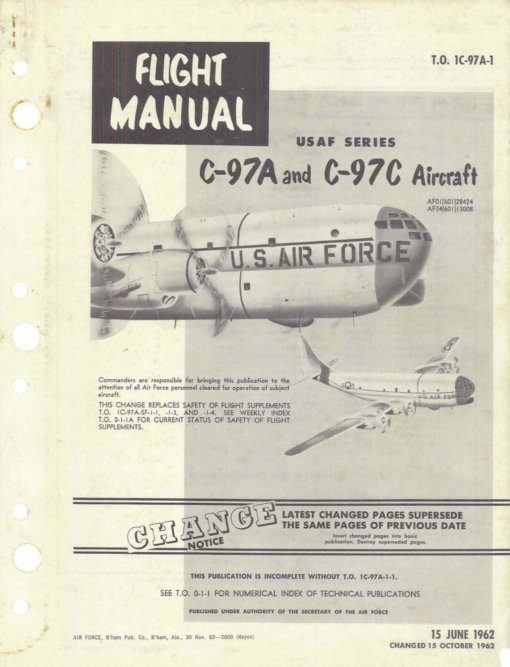 FLIGHT
MANUAL
T.O. 1C-97A-1
USAF SERIES
C-97A and C-97C Aircraft
AF01(601)28424
AF34(601)13008
U.S. AIR FORCE
Commanders are responsible for bringing this publication to the
attention of all Air Force personnel cleared for operation of subject
aircraft.
THIS CHANGE REPLACES SAFETY OF FLIGHT SUPPLEMENTS
T.O. 1C-97A-SF-1-1, -1-3, AND -1-4. SEE WEEKLY INDEX
T.O. 0-1-1A FOR CURRENT STATUS OF SAFETY OF FLIGHT
SUPPLEMENTS.
U.S. AIR FORCE
CHANGE
NOTICE
LATEST CHANGED PAGES SUPERSEDE
THE SAME PAGES OF PREVIOUS DATE
Insert changed pages into basic
publication. Destroy superseded pages.
THIS PUBLICATION IS INCOMPLETE WITHOUT T.O. 1C-97A-1-1.
SEE T.O. 0-1-1 FOR NUMERICAL INDEX OF TECHNICAL PUBLICATIONS
PUBLISHED UNDER AUTHORITY OF THE SECRETARY OF THE AIR FORCE
AIR FORCE, B'ham Pub. Co., B'ham, Ala., 30 Nov. 62—2600 (Hayes)
15 JUNE 1962
CHANGED 15 OCTOBER 1962